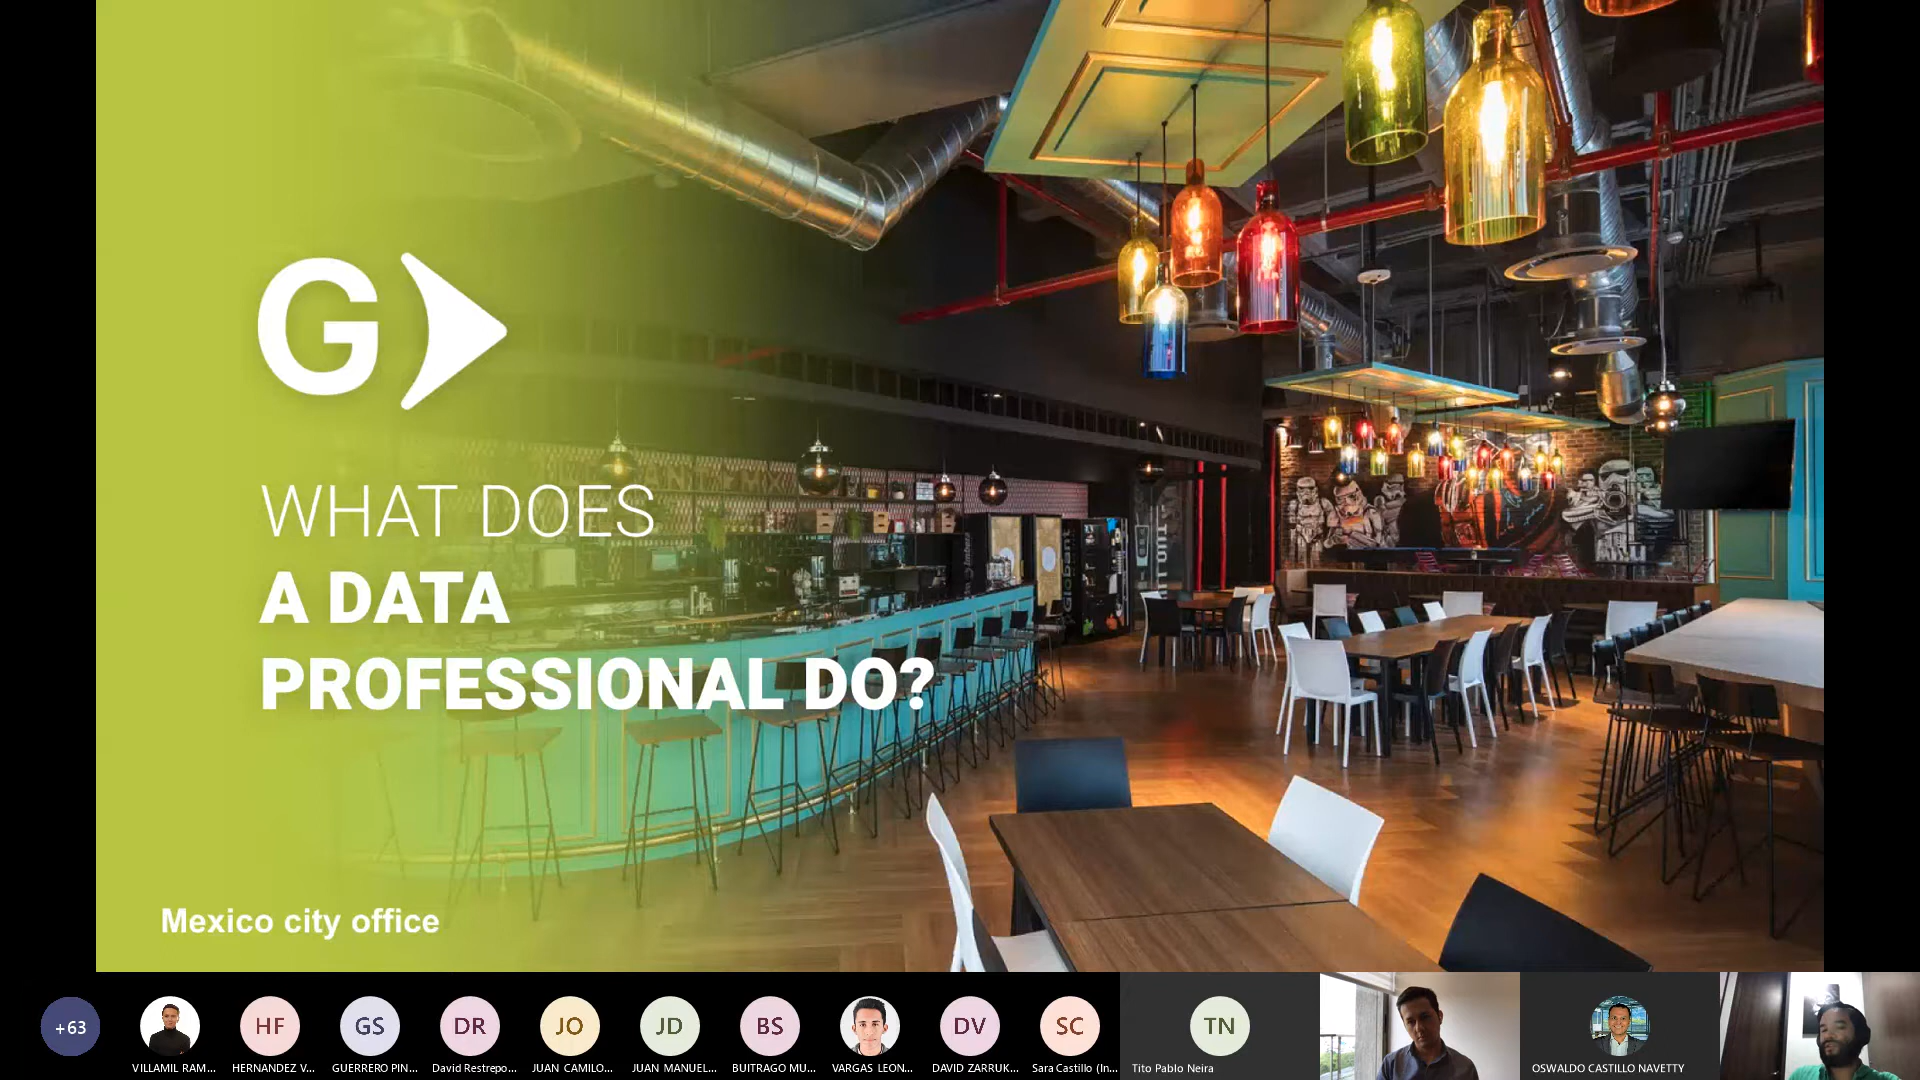 G
WHAT DOES
A DATA
PROFESSIONAL DO?
Globant
Mexico city office
+63
HF
GS
DR
JO
JD
BS
DV
SC
TN
VILLAMIL RAM...
HERNANDEZ V...
GUERRERO PIN...
David Restrepo...
JUAN CAMILO...
JUAN MANUEL...
BUITRAGO MU...
VARGAS LEON...
DAVID ZARRUK...
Sara Castillo (In...
Tito Pablo Neira
OSWALDO CASTILLO NAVETTY